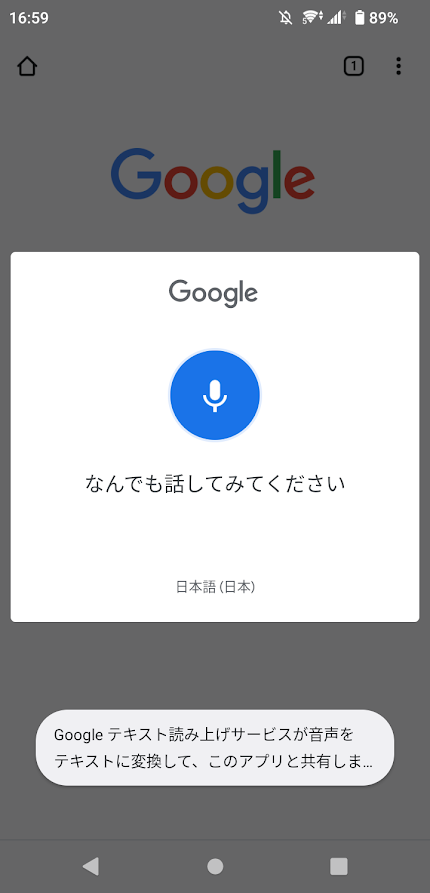 16:59
89%
1
Google
Google
なんでも話してみてください
日本語 (日本)
Google テキスト読み上げサービスが音声を
テキストに変換して、このアプリと共有しま...